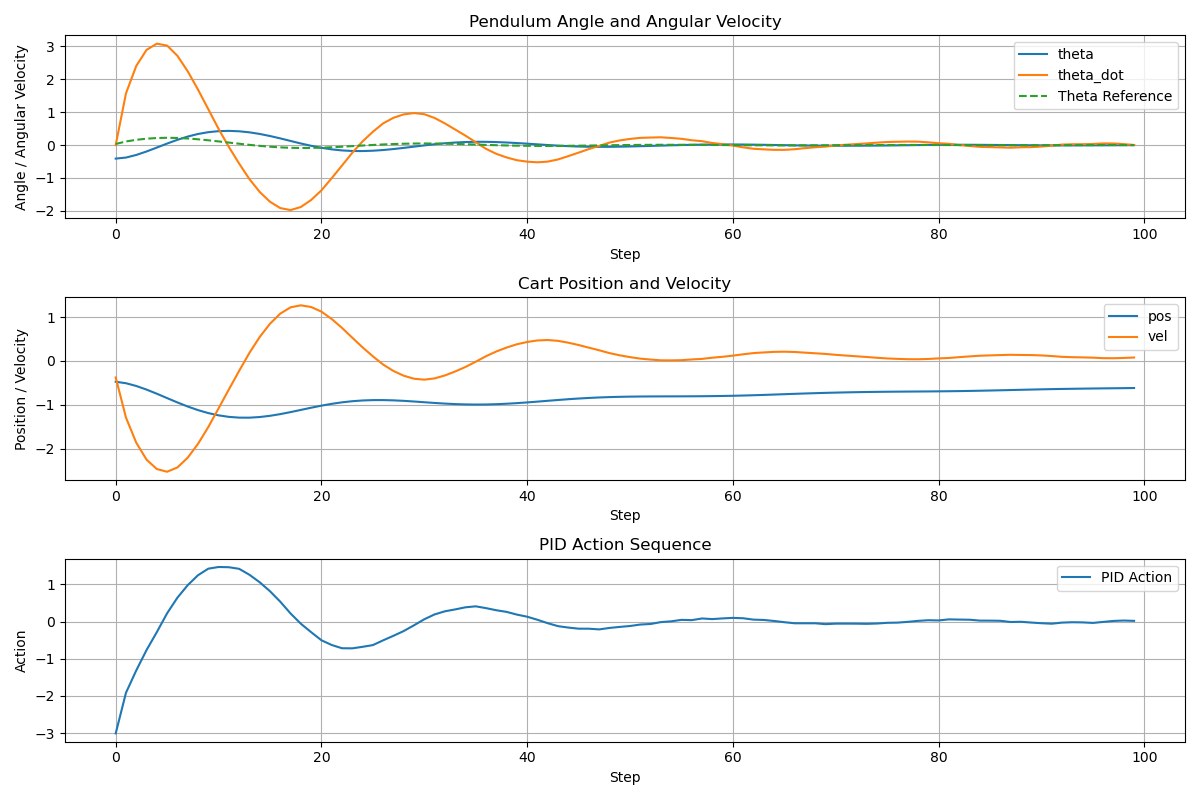 Pendulum Angle and Angular Velocity
Angle / Angular Velocity
3
2
1
0
−1
−2
theta
theta_dot
Theta Reference
0
20
40
60
80
100
Step
Cart Position and Velocity
Position / Velocity
1
0
−1
−2
pos
vel
0
20
40
60
80
100
Step
PID Action Sequence
Action
1
0
−1
−2
−3
PID Action
0
20
40
60
80
100
Step